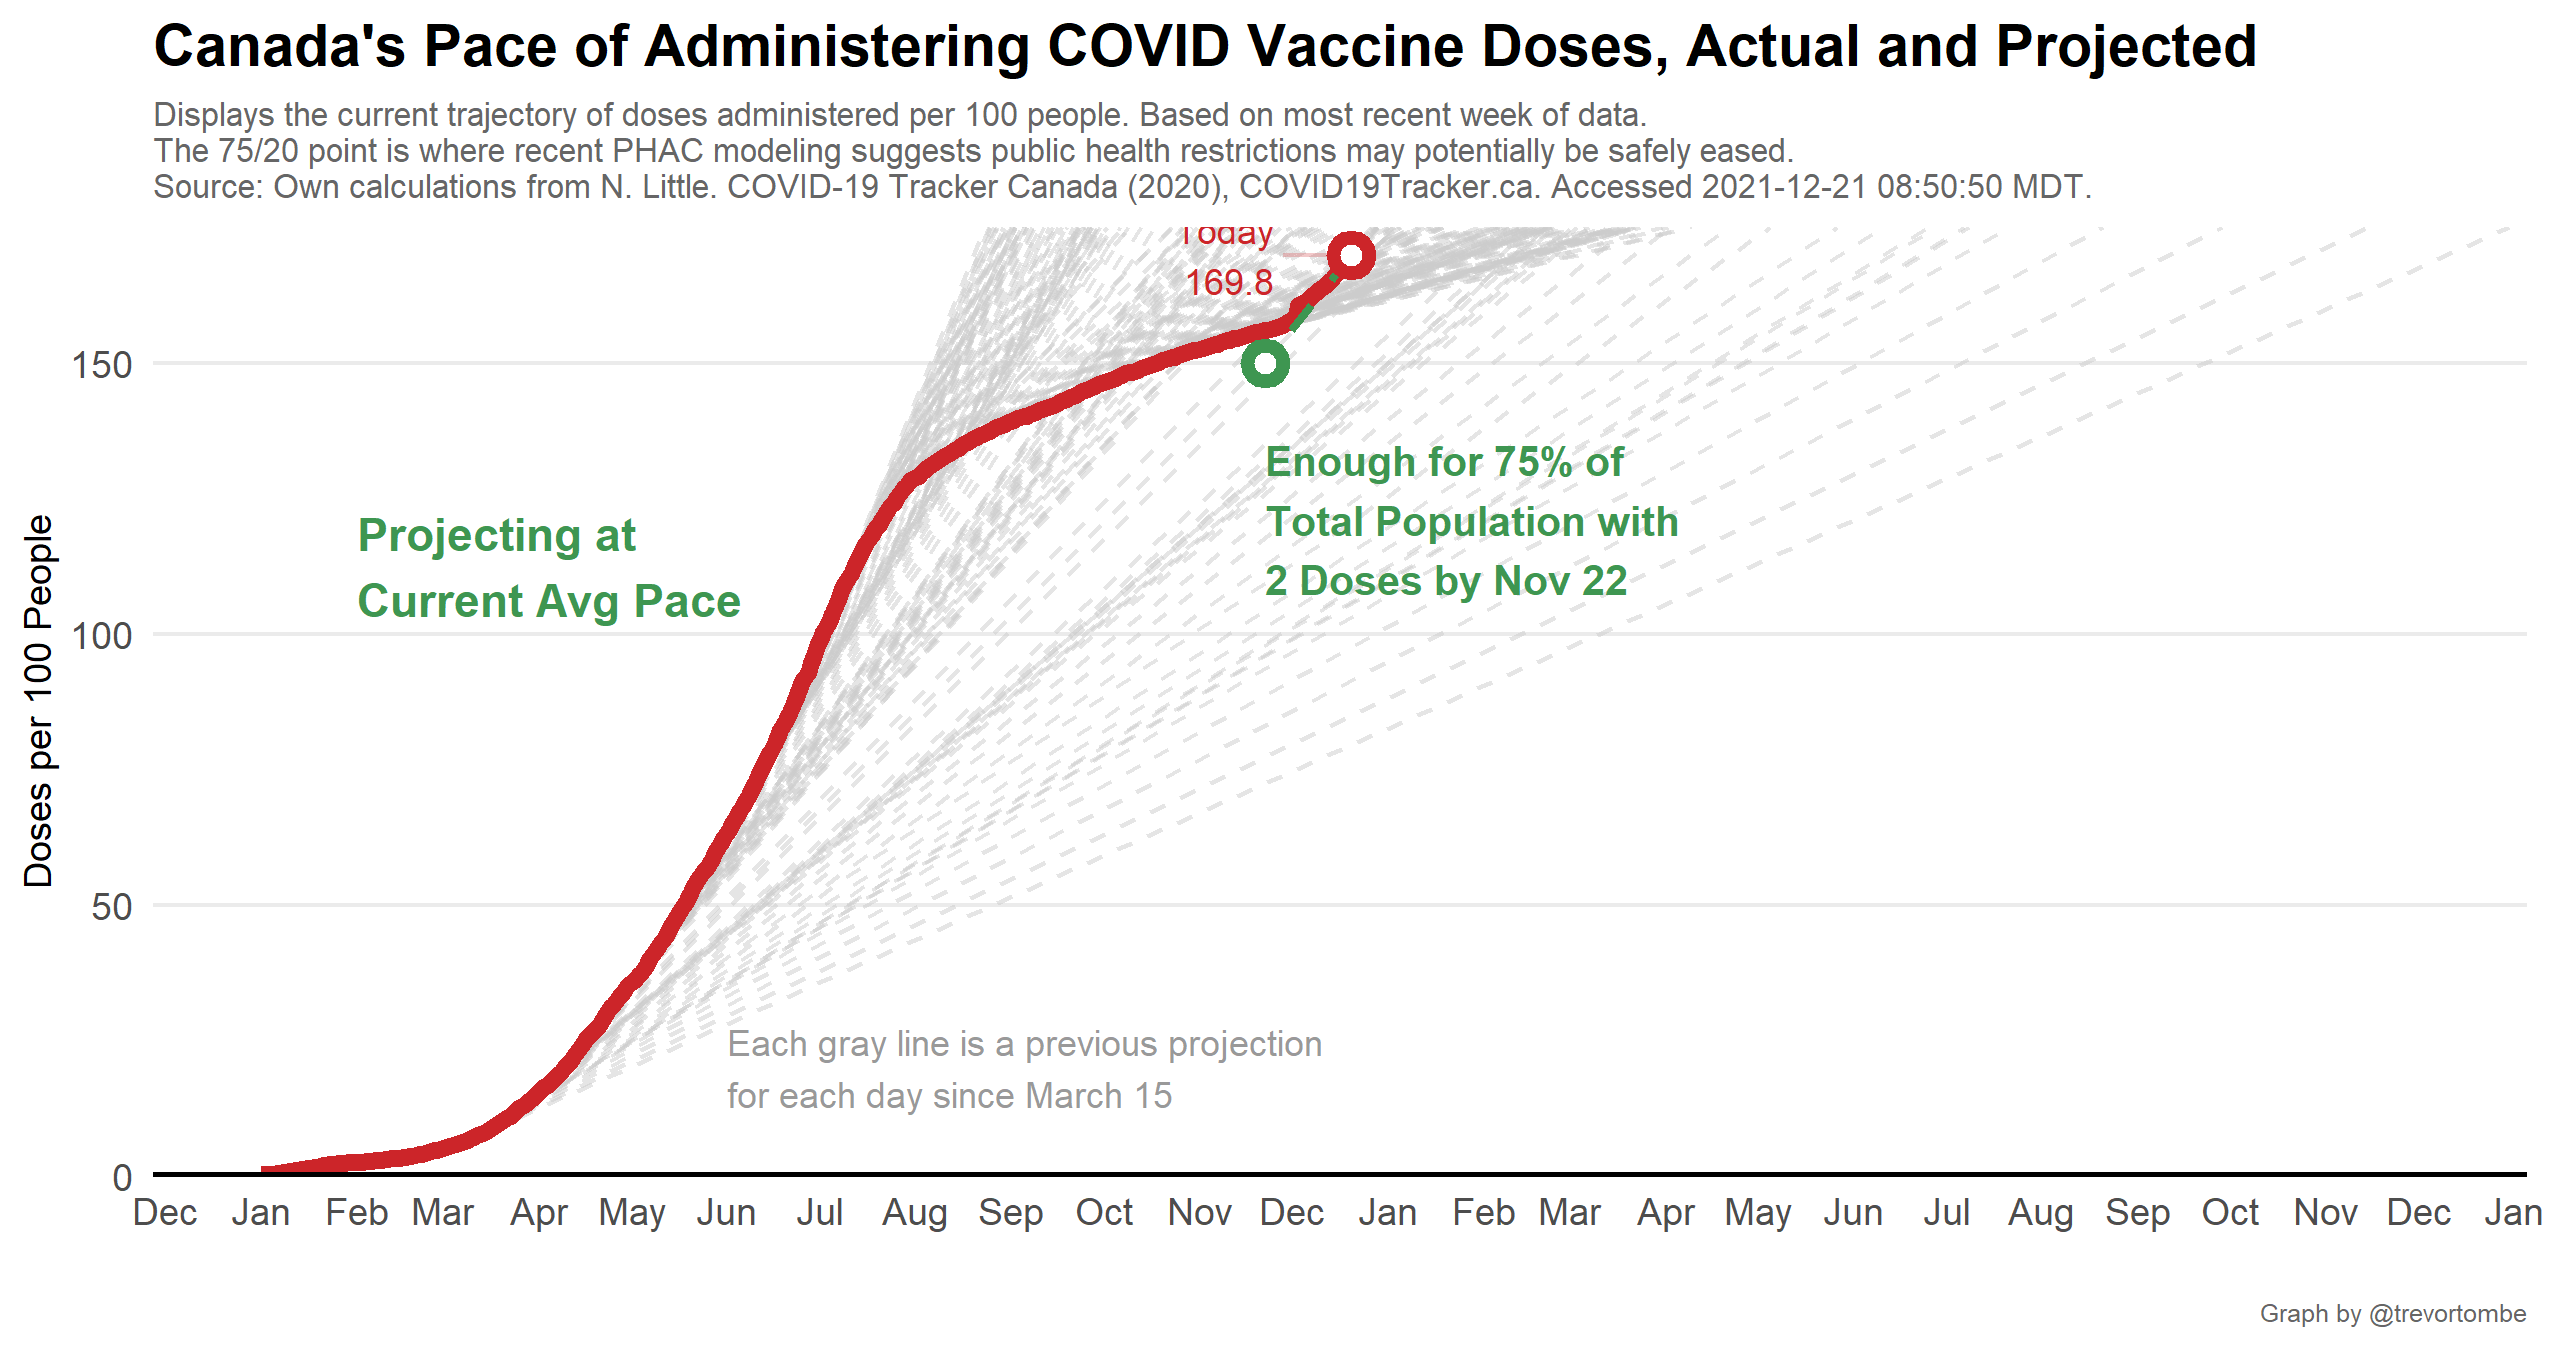 Canada's Pace of Administering COVID Vaccine Doses, Actual and Projected
Displays the current trajectory of doses administered per 100 people. Based on most recent week of data.
The 75/20 point is where recent PHAC modeling suggests public health restrictions may potentially be safely eased.
Source: Own calculations from N. Little. COVID-19 Tracker Canada (2020), COVID19Tracker.ca. Accessed 2021-12-21 08:50:50 MDT.
Today
169.8
150
Enough for 75% of
Total Population with
2 Doses by Nov 22
Projecting at
Current Avg Pace
100
Doses per 100 People
50
Each gray line is a previous projection
for each day since March 15
0
Dec Jan Feb Mar Apr May Jun Jul Aug Sep Oct Nov Dec Jan Feb Mar Apr May Jun Jul Aug Sep Oct Nov Dec Jan
Graph by @trevortombe